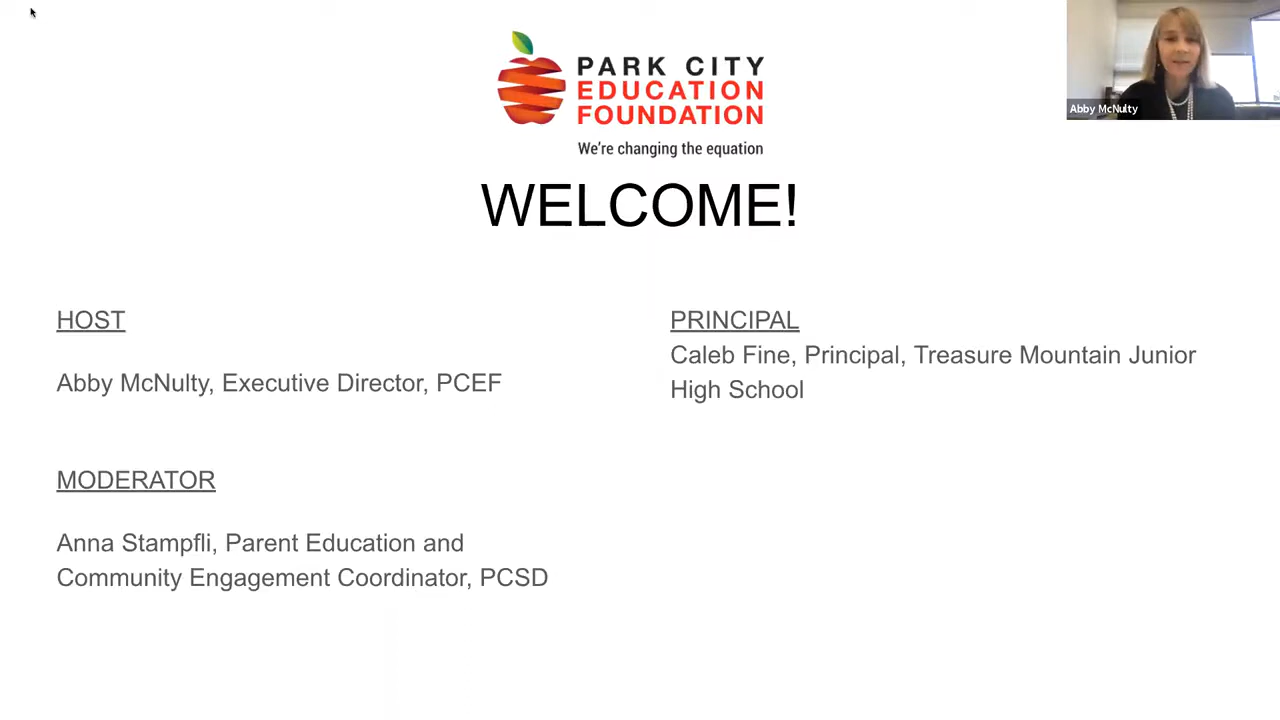 PARK CITY
EDUCATION
FOUNDATION
We're changing the equation
Abby McNulty
WELCOME!
HOST
Abby McNulty, Executive Director, PCEF
MODERATOR
Anna Stampfli, Parent Education and
Community Engagement Coordinator, PCSD
PRINCIPAL
Caleb Fine, Principal, Treasure Mountain Junior
High School